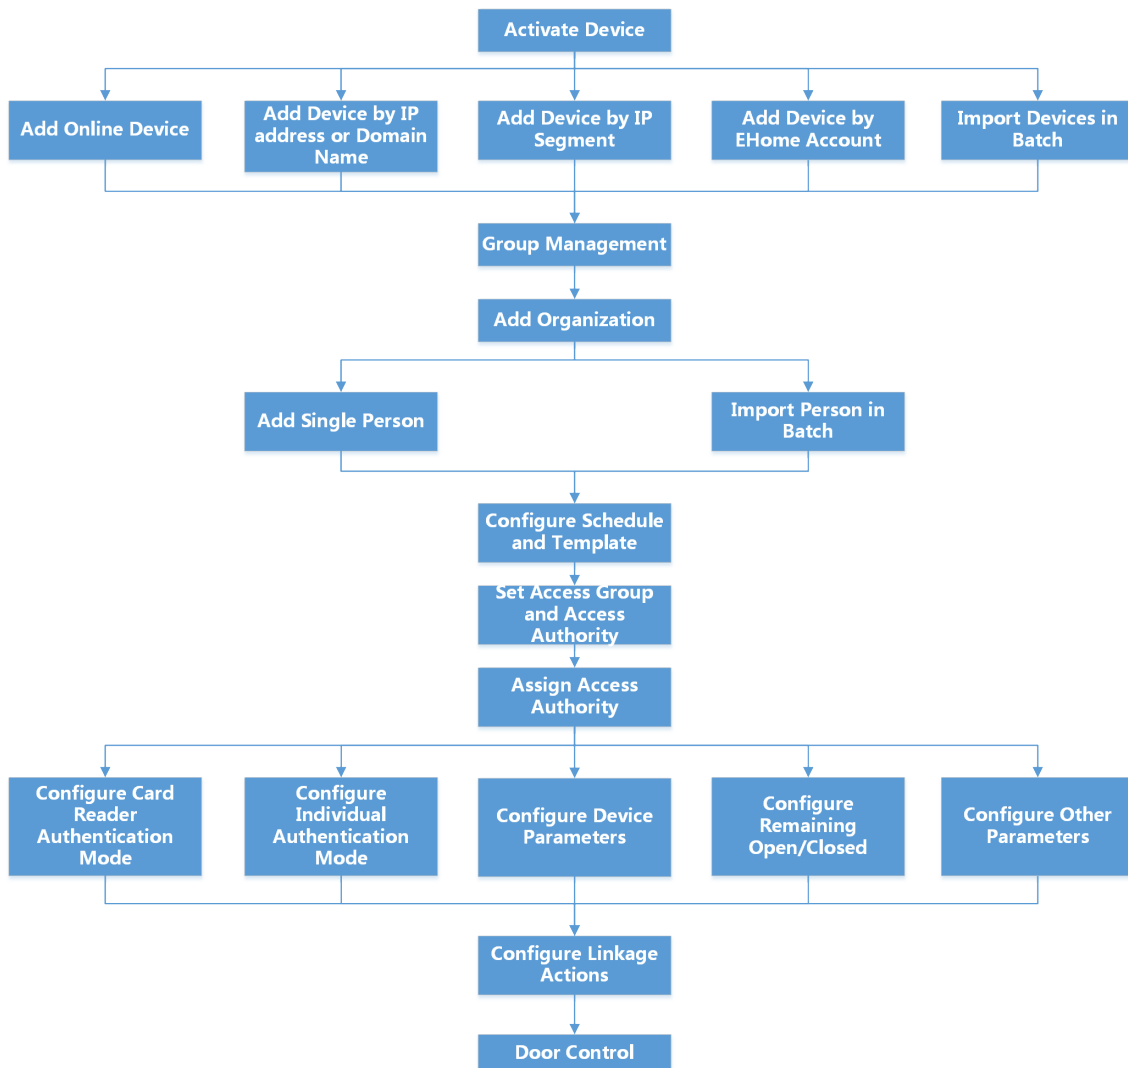 Activate Device
Add Online Device
Add Device by IP
address or Domain
Name
Add Device by IP
Segment
Add Device by
EHome Account
Import Devices in
Batch
Group Management
Add Organization
Add Single Person
Import Person in
Batch
Configure Schedule
and Template
Set Access Group
and Access
Authority
Assign Access
Authority
Configure Card
Reader
Authentication
Mode
Configure
Individual
Authentication
Mode
Configure Device
Parameters
Configure
Remaining
Open/Closed
Configure Other
Parameters
Configure Linkage
Actions
Door Control